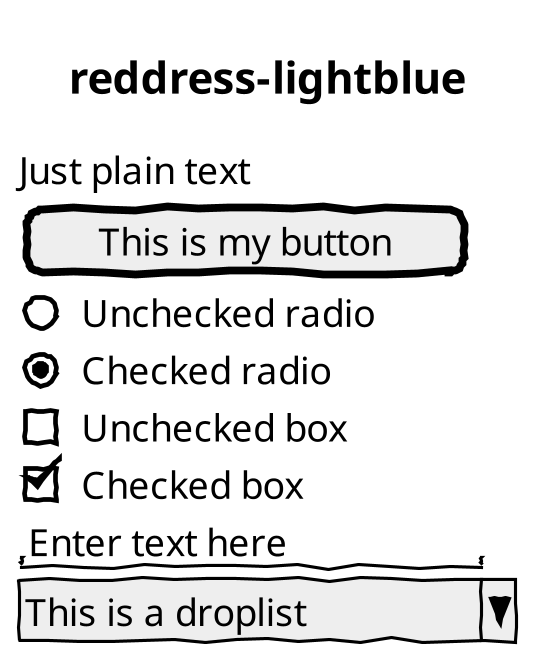 reddress-lightblue
Just plain text
This is my button
Unchecked radio
Checked radio
Unchecked box
Checked box
Enter text here
This is a droplist